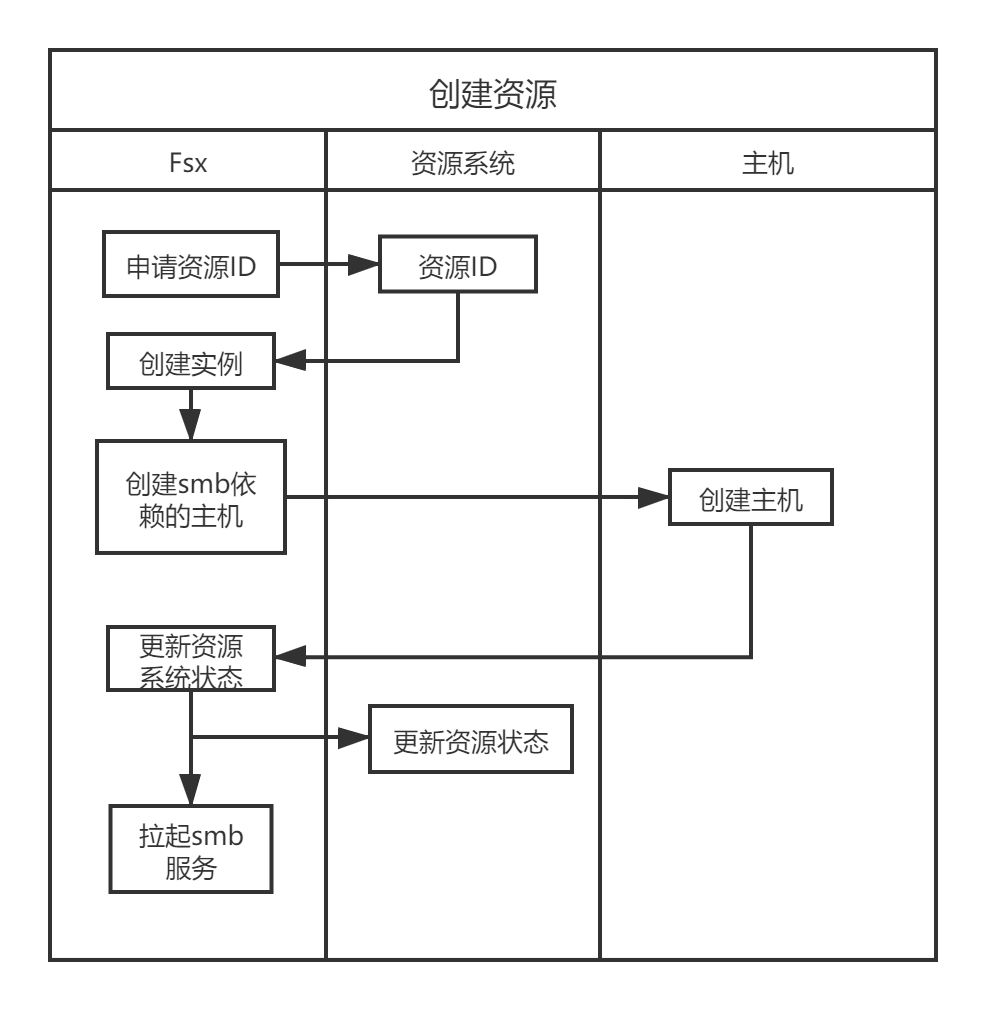 创建资源
Fsx
资源系统
主机
申请资源ID
资源ID
创建实例
创建smb依
赖的主机
创建主机
更新资源
系统状态
更新资源状态
拉起smb
服务